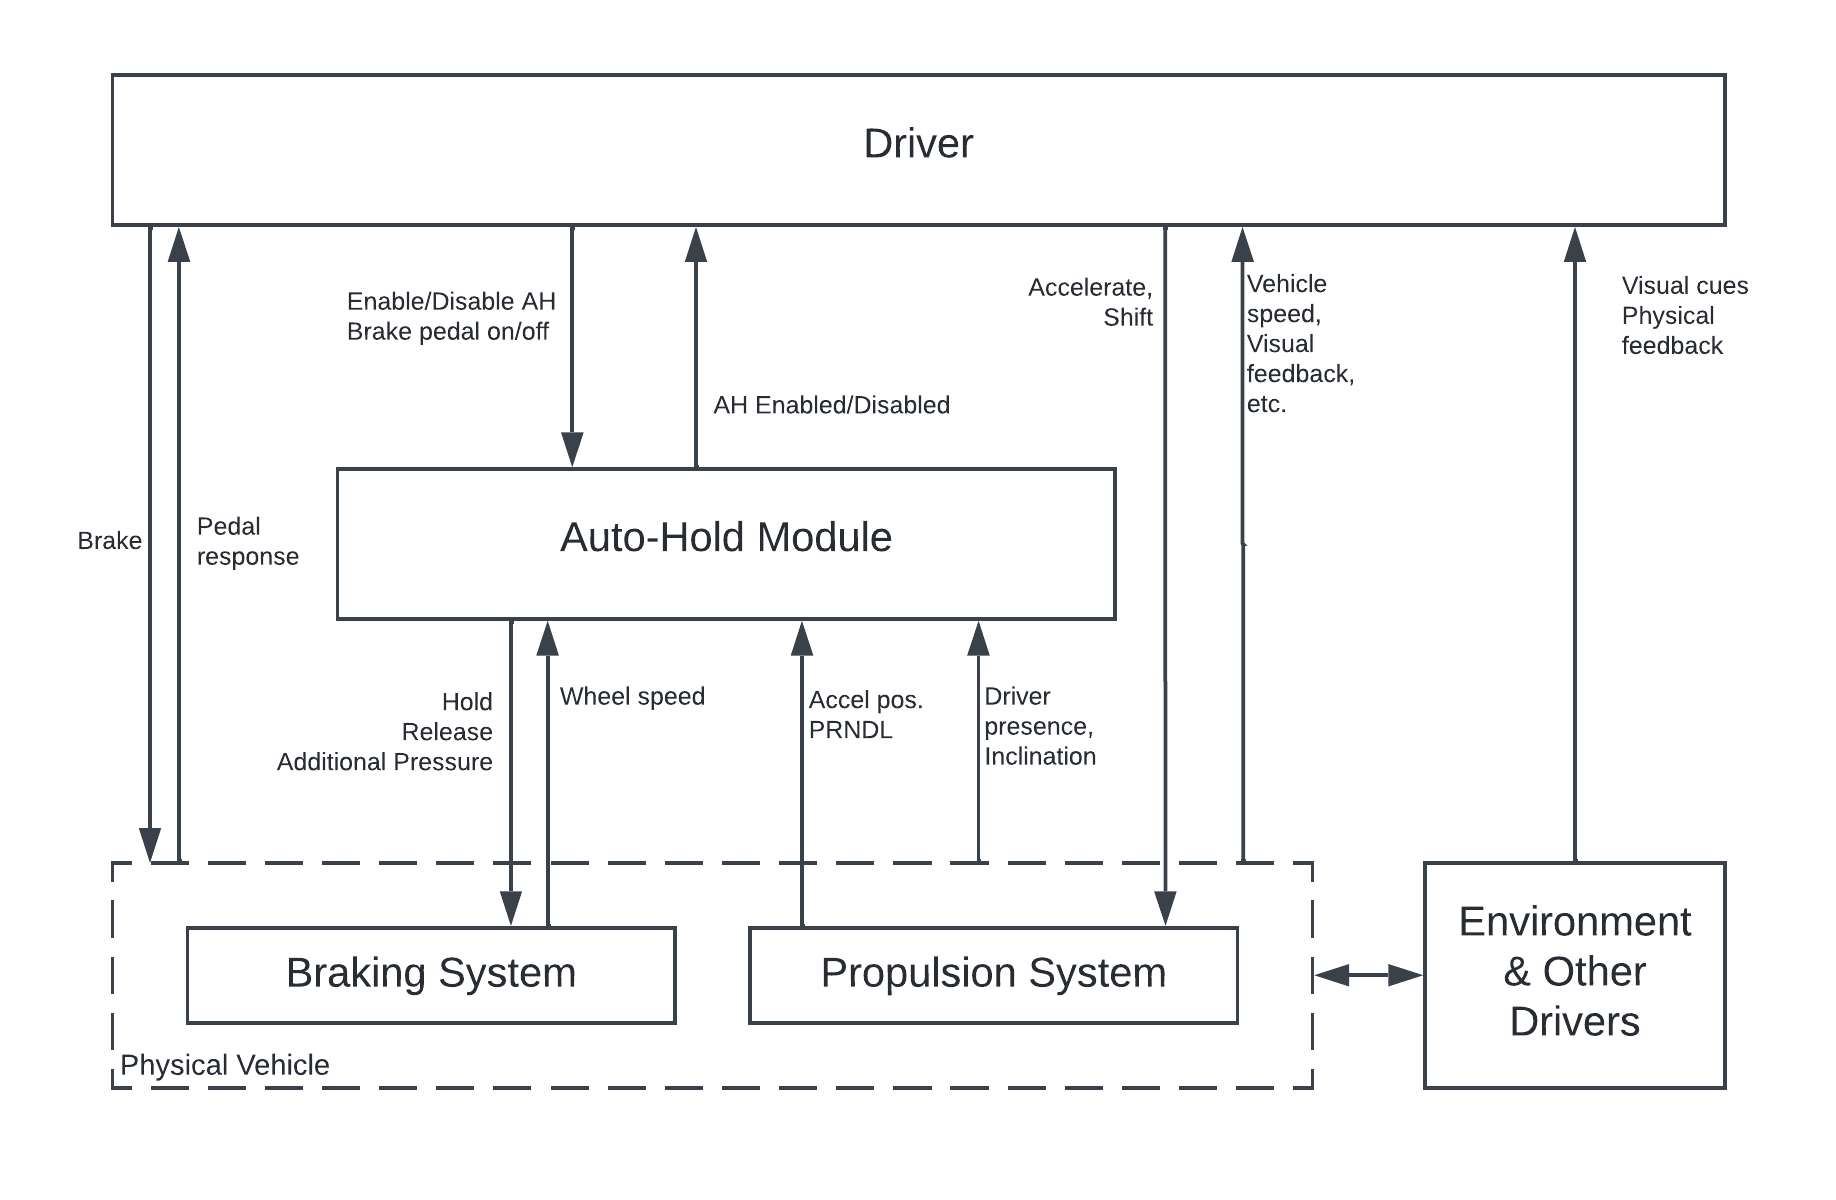 Driver
Enable/Disable AH
Brake pedal on/off
AH Enabled/Disabled
Accelerate,
Shift
Vehicle
speed,
Visual
feedback,
etc.
Visual cues
Physical
feedback
Brake
Pedal
response
Auto-Hold Module
Hold
Release
Additional Pressure
Wheel speed
Accel pos.
PRNDL
Driver
presence,
Inclination
Braking System
Propulsion System
Physical Vehicle
Environment
& Other
Drivers